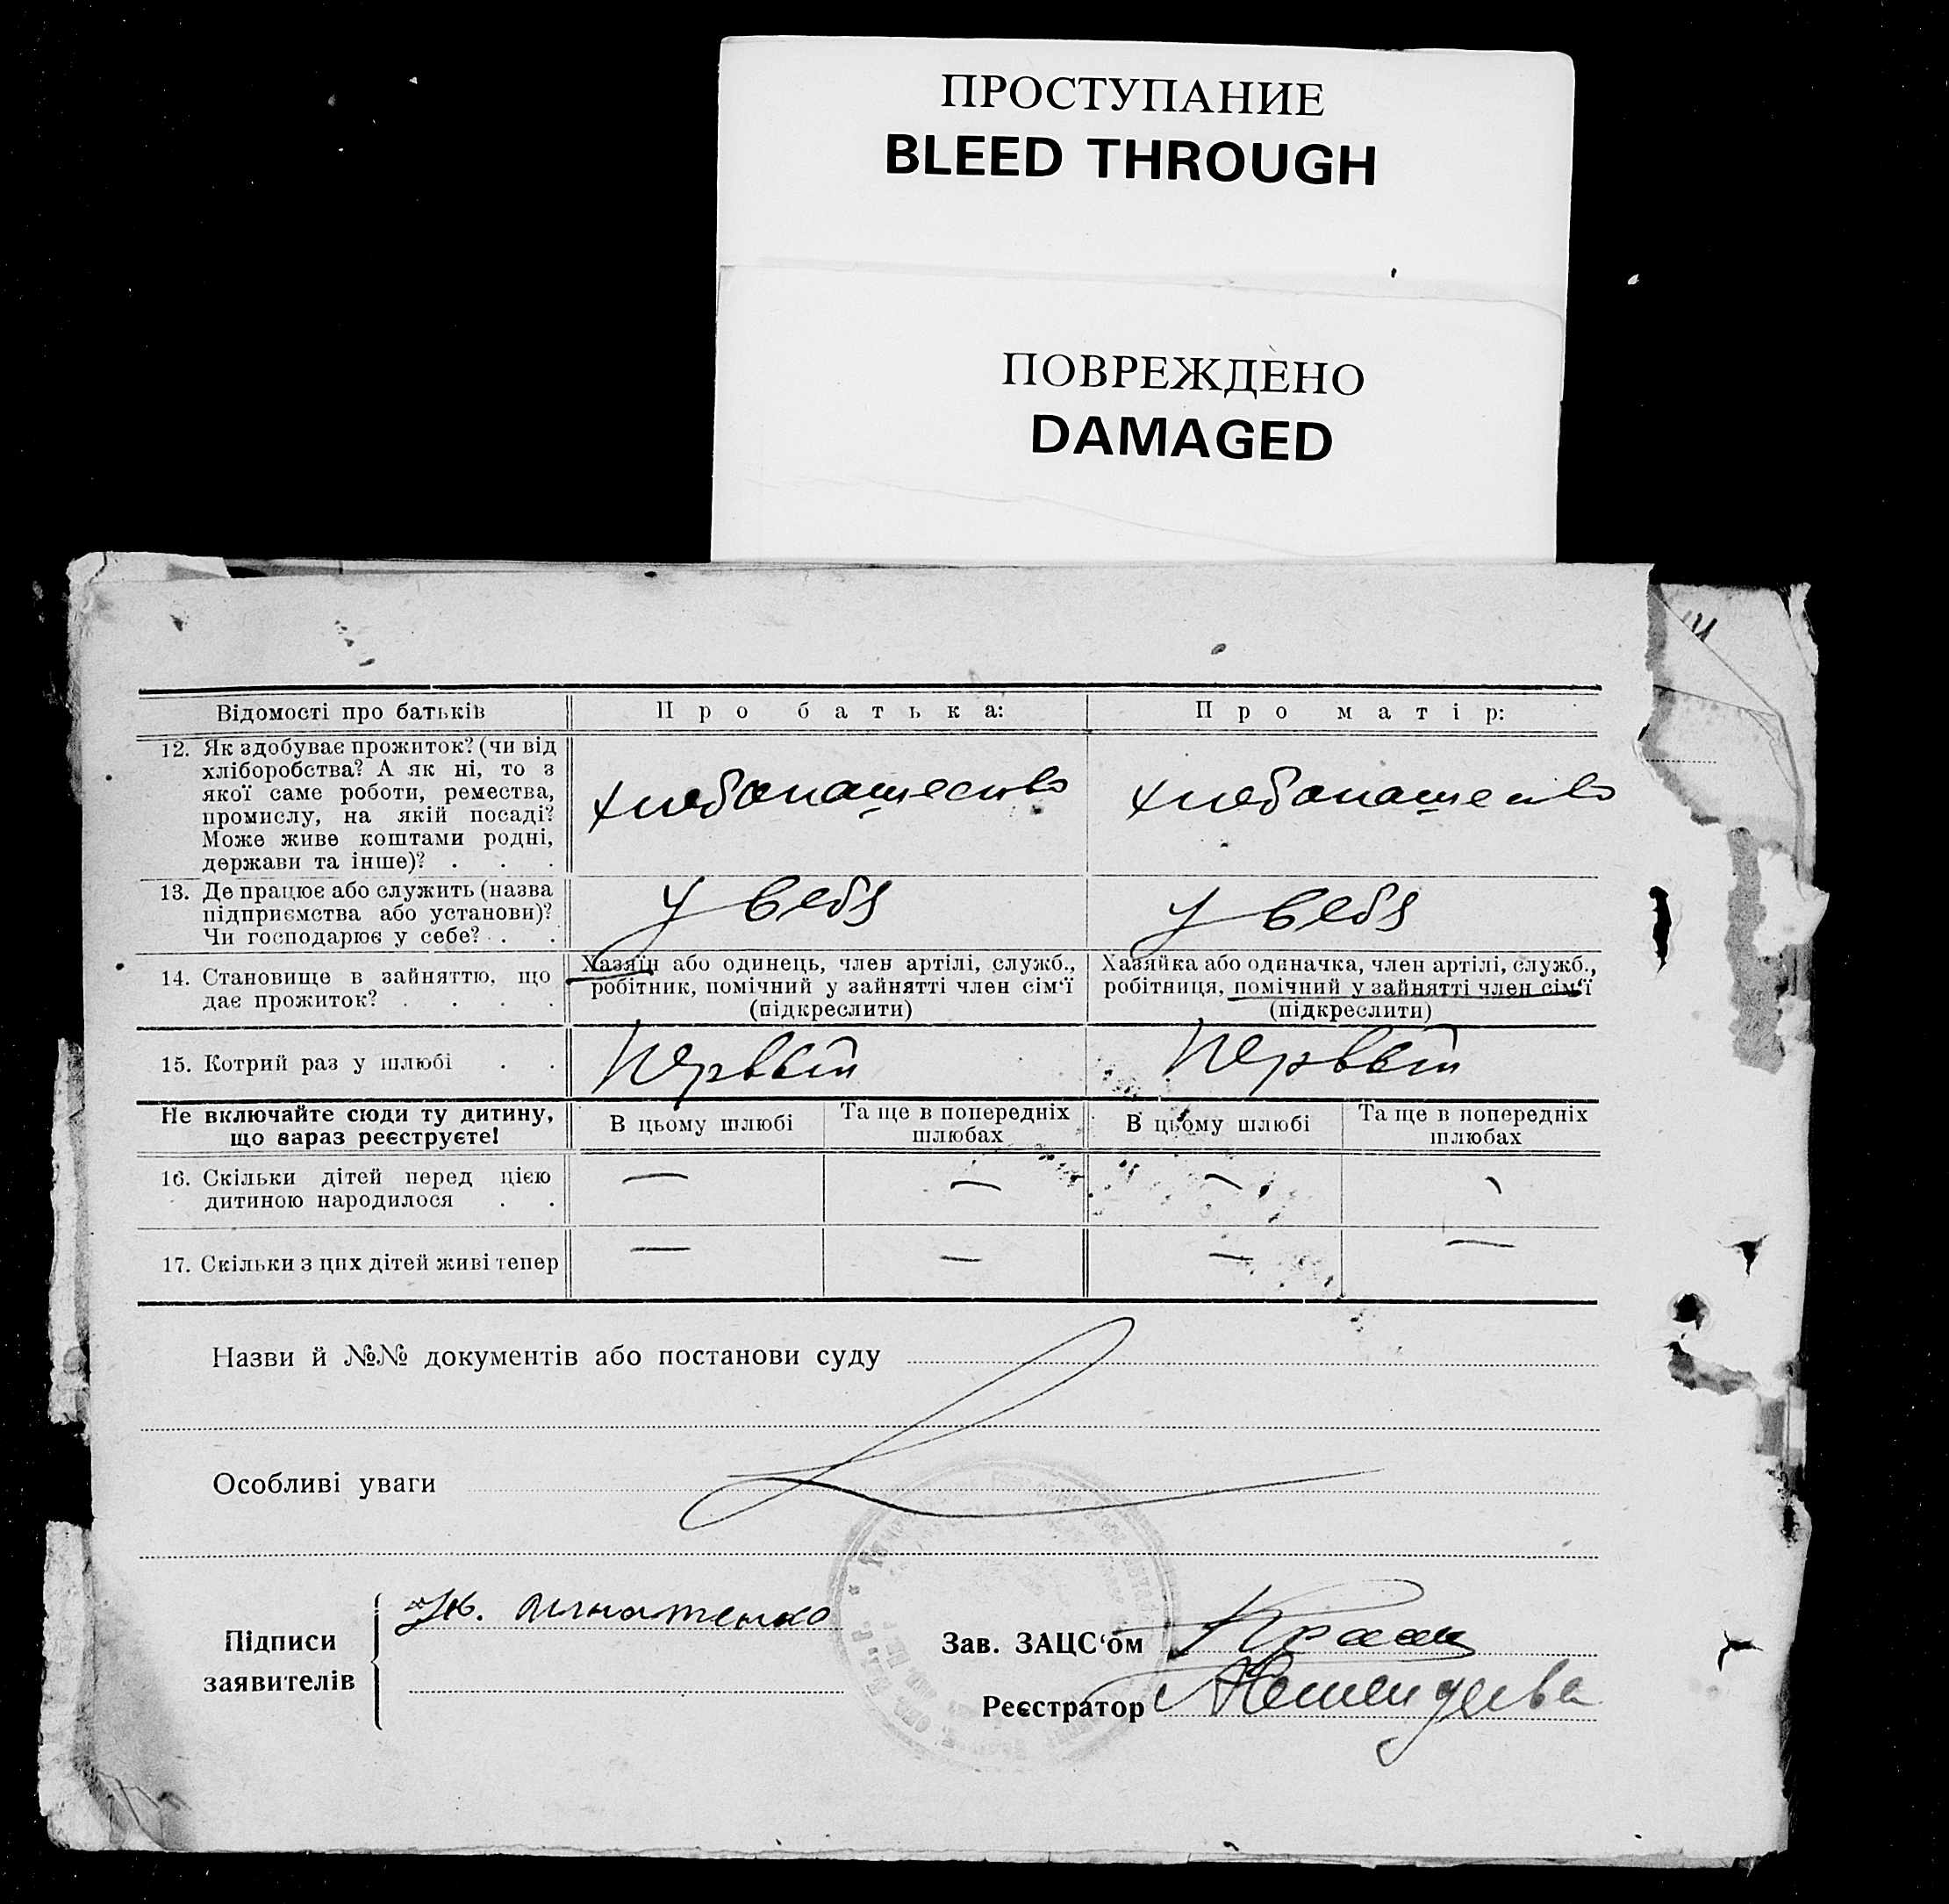 ПРОСТУПАНИЕ
BLEED THROUGH
ПОВРЕЖДЕНО
DAMAGED
Відомості про батьків
Про батька:
Про матір:
12. Як здобуває прожиток? (чи від
хліборобства? А як ні, то з
якої саме роботи, ремества,
промислу, на якій посаді?
Може живе коштами родні,
держави та інше)? . . .
хлебопашество
хлебопашество
13. Де працює або служить (назва
підприємства або установи)?
Чи господарює у себе? . .
у себя
у себя
14. Становище в зайняттю, що
дає прожиток? . . . .
Хазяїн або одинець, член артілі, служб.,
робітник, помічний у зайнятті член сім‘ї
(підкреслити)
Хазяйка або одиначка, член артілі, служб.,
робітниця, помічний у зайнятті член сім‘ї
(підкреслити)
15. Котрий раз у шлюбі . .
Первый
Первый
Не включайте сюди ту дитину,
що зараз реєструєте!
В цьому шлюбі
Та ще в попередніх
шлюбах
В цьому шлюбі
Та ще в попередніх
шлюбах
16. Скільки дітей перед цією
дитиною народилося . .
— — — —
17. Скільки з цих дітей живі тепер
— — — —
Назви й №№ документів або постанови суду
Особливі уваги
Підписи
заявителів
Зав. ЗАЦС‘ом
Реєстратор